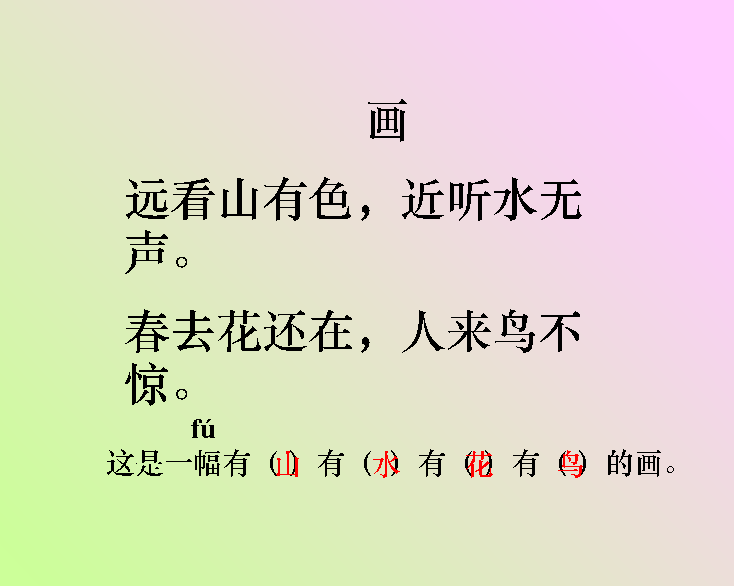 画
远看山有色，近听水无
声。
春去花还在，人来鸟不
惊。
fú
这是一幅有（山）有（水）有（花）有（鸟）的画。